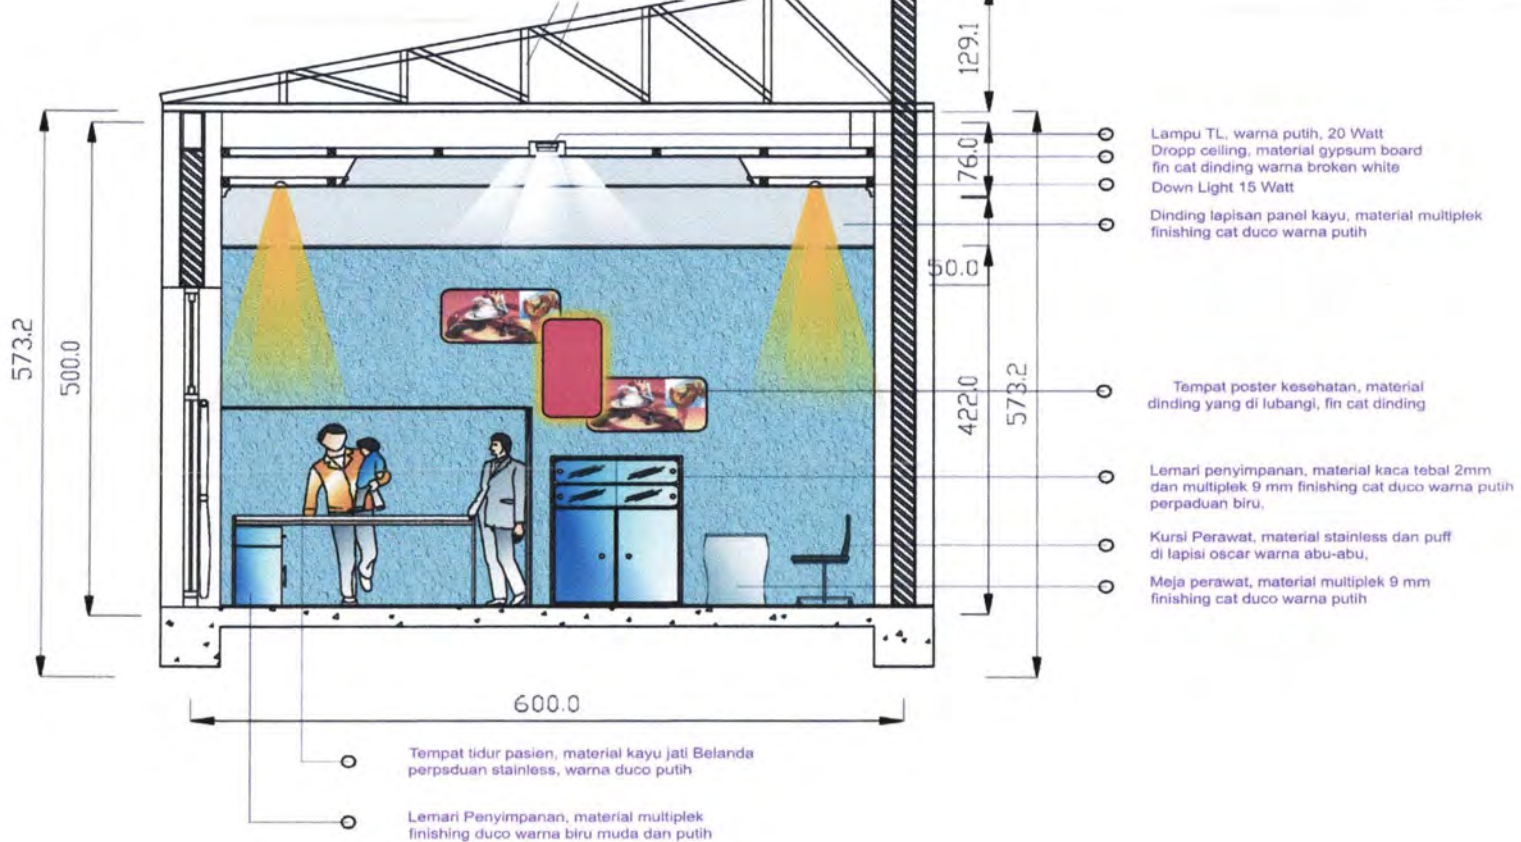 129.1
76.0
50.0
422.0
573.2
573.2
500.0
600.0
Lampu TL, warna putih, 20 Watt
Dropp ceiling, material gypsum board
fin cat dinding warna broken white
Down Light 15 Watt
Dinding lapisan panel kayu, material multiplek
finishing cat duco warna putih
Tempat poster kesehatan, material
dinding yang di lubangi, fin cat dinding
Lemari penyimpanan, material kaca tebal 2mm
dan multiplek 9 mm finishing cat duco warna putih
perpaduan biru,
Kursi Perawat, material stainless dan puff
di lapisi oscar warna abu-abu,
Meja perawat, material multiplek 9 mm
finishing cat duco warna putih
Tempat tidur pasien, material kayu jati Belanda
perpsduan stainless, warna duco putih
Lemari Penyimpanan, material multiplek
finishing duco warna biru muda dan putih